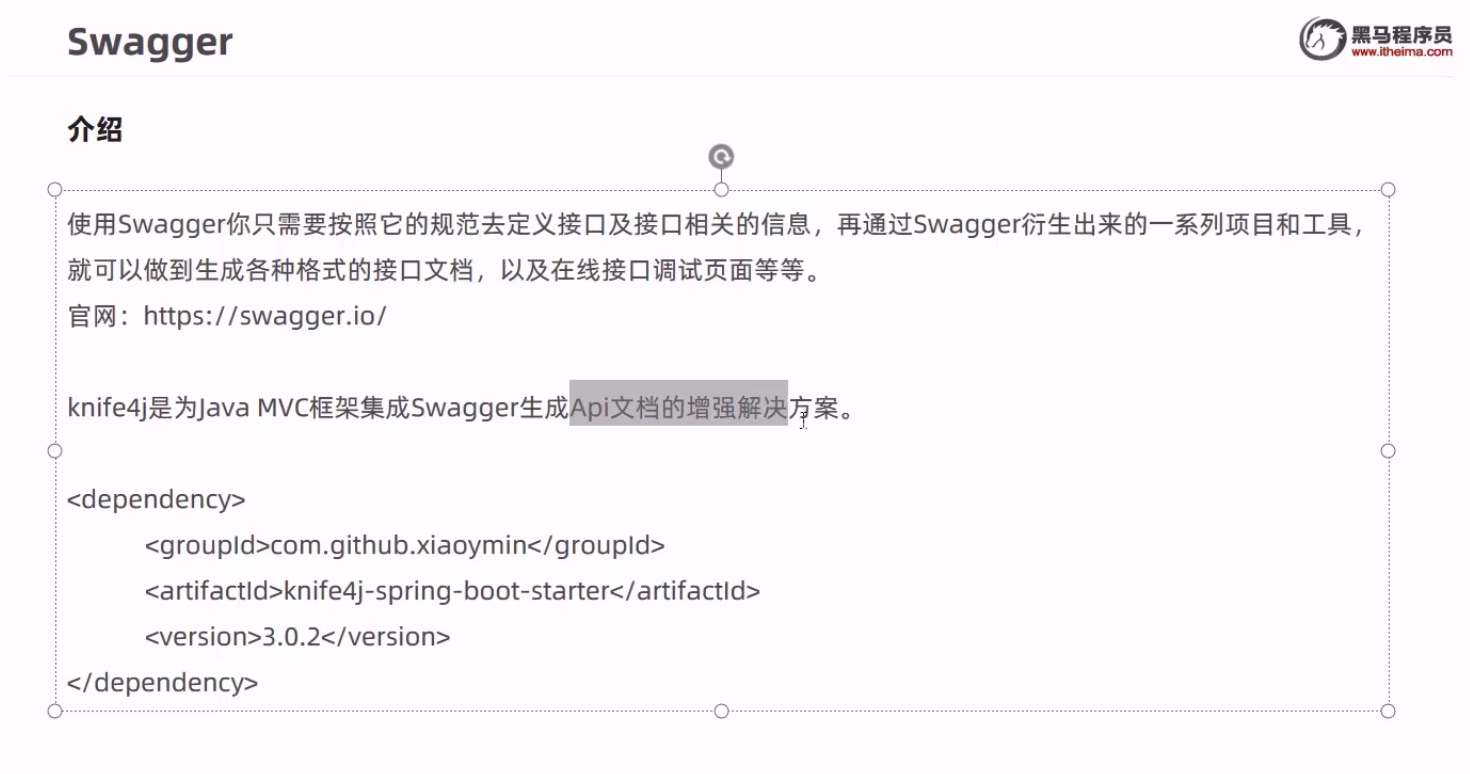 Swagger
黑马程序员
www.itheima.com
介绍
使用Swagger你只需要按照它的规范去定义接口及接口相关的信息，再通过Swagger衍生出来的一系列项目和工具，
就可以做到生成各种格式的接口文档，以及在线接口调试页面等等。
官网：https://swagger.io/
knife4j是为Java MVC框架集成Swagger生成Api文档的增强解决方案。
<dependency>
<groupId>com.github.xiaoymin</groupId>
<artifactId>knife4j-spring-boot-starter</artifactId>
<version>3.0.2</version>
</dependency>